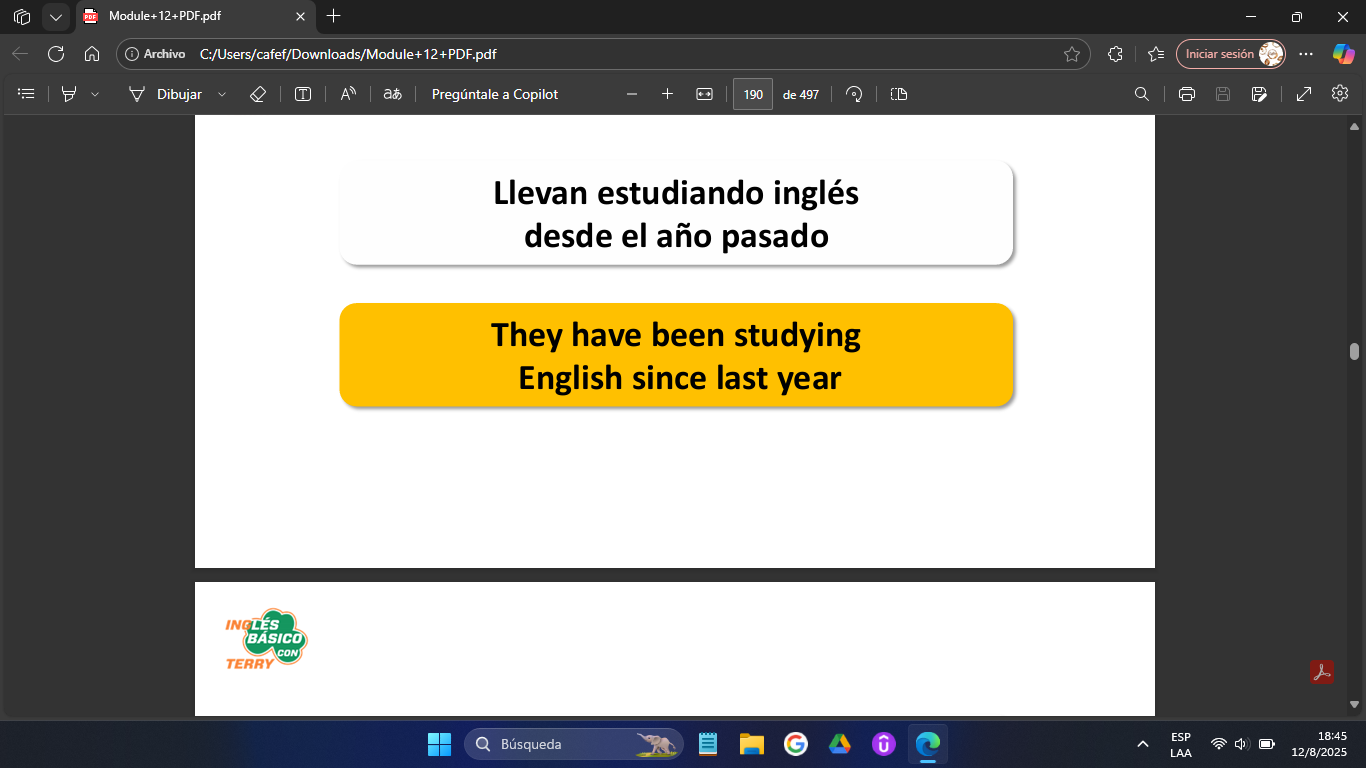 Module+12+PDF.pdf
Archivo C:/Users/cafef/Downloads/Module+12+PDF.pdf Iniciar sesión
Dibujar Pregúntale a Copilot 190 de 497
Llevan estudiando inglés
desde el año pasado
They have been studying
English since last year
INGLÉS
BÁSICO
CON
TERRY
Búsqueda
ESP
LAA
18:45
12/8/2025